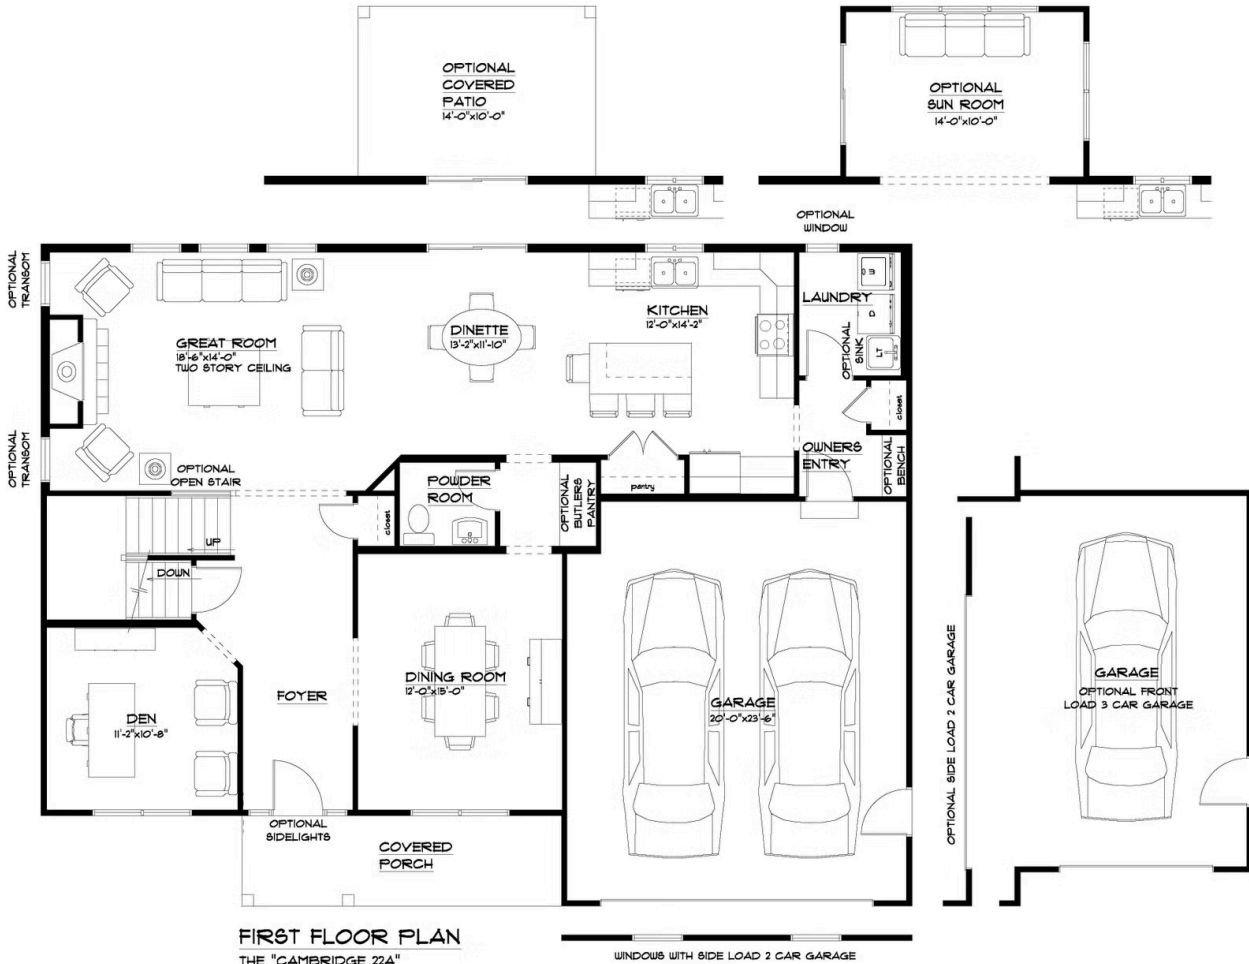 OPTIONAL
COVERED
PATIO
14'-0"x10'-0"
OPTIONAL
SUN ROOM
14'-0"x10'-0"
OPTIONAL
WINDOW
OPTIONAL
TRANSOM
GREAT ROOM
18'-6"x14'-0"
TWO STORY CEILING
DINETTE
13'-2"x11'-10"
KITCHEN
12'-0"x14'-2"
LAUNDRY
W
D
OPTIONAL
SINK
LT
closet
OPTIONAL
TRANSOM
OPTIONAL
OPEN STAIR
POWDER
ROOM
OPTIONAL
BUTLERS
PANTRY
pantry
OWNERS
ENTRY
OPTIONAL
BENCH
closet
UP
DOWN
FOYER
DEN
11'-2"x10'-8"
DINING ROOM
12'-0"x15'-0"
GARAGE
20'-0"x23'-6"
OPTIONAL SIDE LOAD 2 CAR GARAGE
GARAGE
OPTIONAL FRONT
LOAD 3 CAR GARAGE
OPTIONAL
SIDELIGHTS
COVERED
PORCH
FIRST FLOOR PLAN
THE "CAMBRIDGE 22A"
WINDOWS WITH SIDE LOAD 2 CAR GARAGE